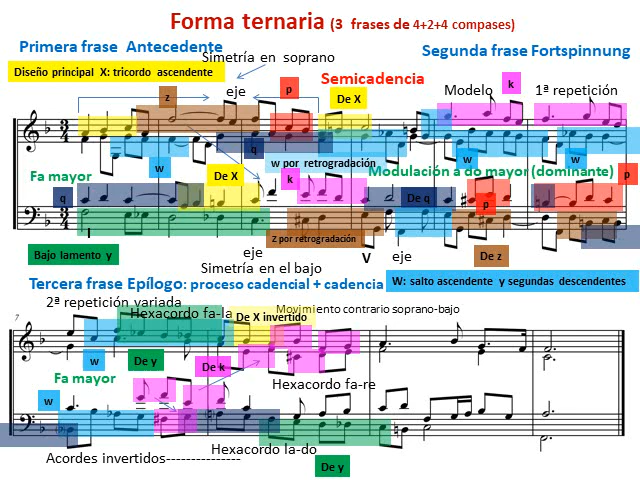 Forma ternaria (3 frases de 4+2+4 compases)
Primera frase Antecedente
Simetría en soprano
Segunda frase Fortspinnung
Diseño principal X: tricordo ascendente
Semicadencia
z
eje
p
De X
Modelo
k
1ª repetición
w
q
w por retrogradación
w
w
Fa mayor
De X
k
Modulación a do mayor (dominante)
p
q
De q
p
I
Z por retrogradación
Bajo lamento y
eje
V
eje
De z
Simetría en el bajo
W: salto ascendente y segundas descendentes
Tercera frase Epílogo: proceso cadencial + cadencia
2ª repetición variada
7
Hexacordo fa-la
De X invertido
Movimiento contrario soprano-bajo
w
De y
De k
Fa mayor
Hexacordo fa-re
w
Hexacordo la-do
Acordes invertidos---------------
De y